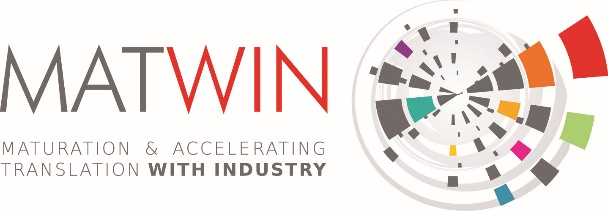 MATWIN
MATURATION & ACCELERATING
TRANSLATION WITH INDUSTRY